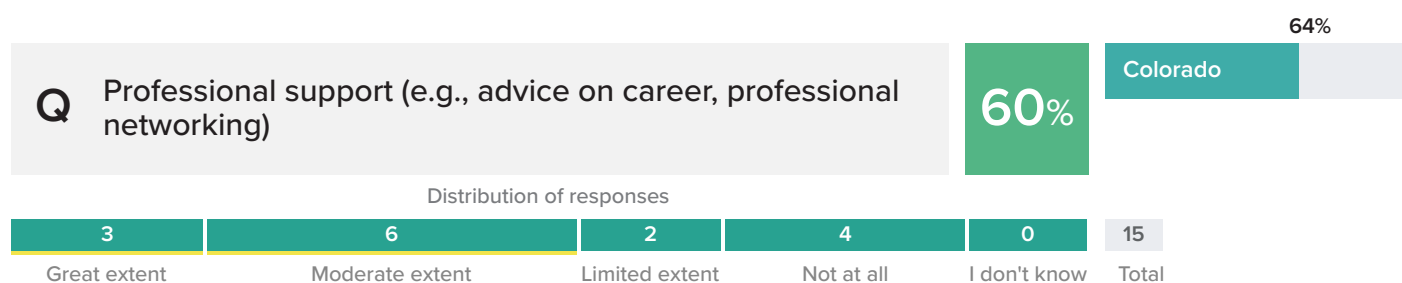 64%
Q
Professional support (e.g., advice on career, professional
networking)
60%
Colorado
Distribution of responses
3 6 2 4 0 15
Great extent Moderate extent Limited extent Not at all I don't know Total